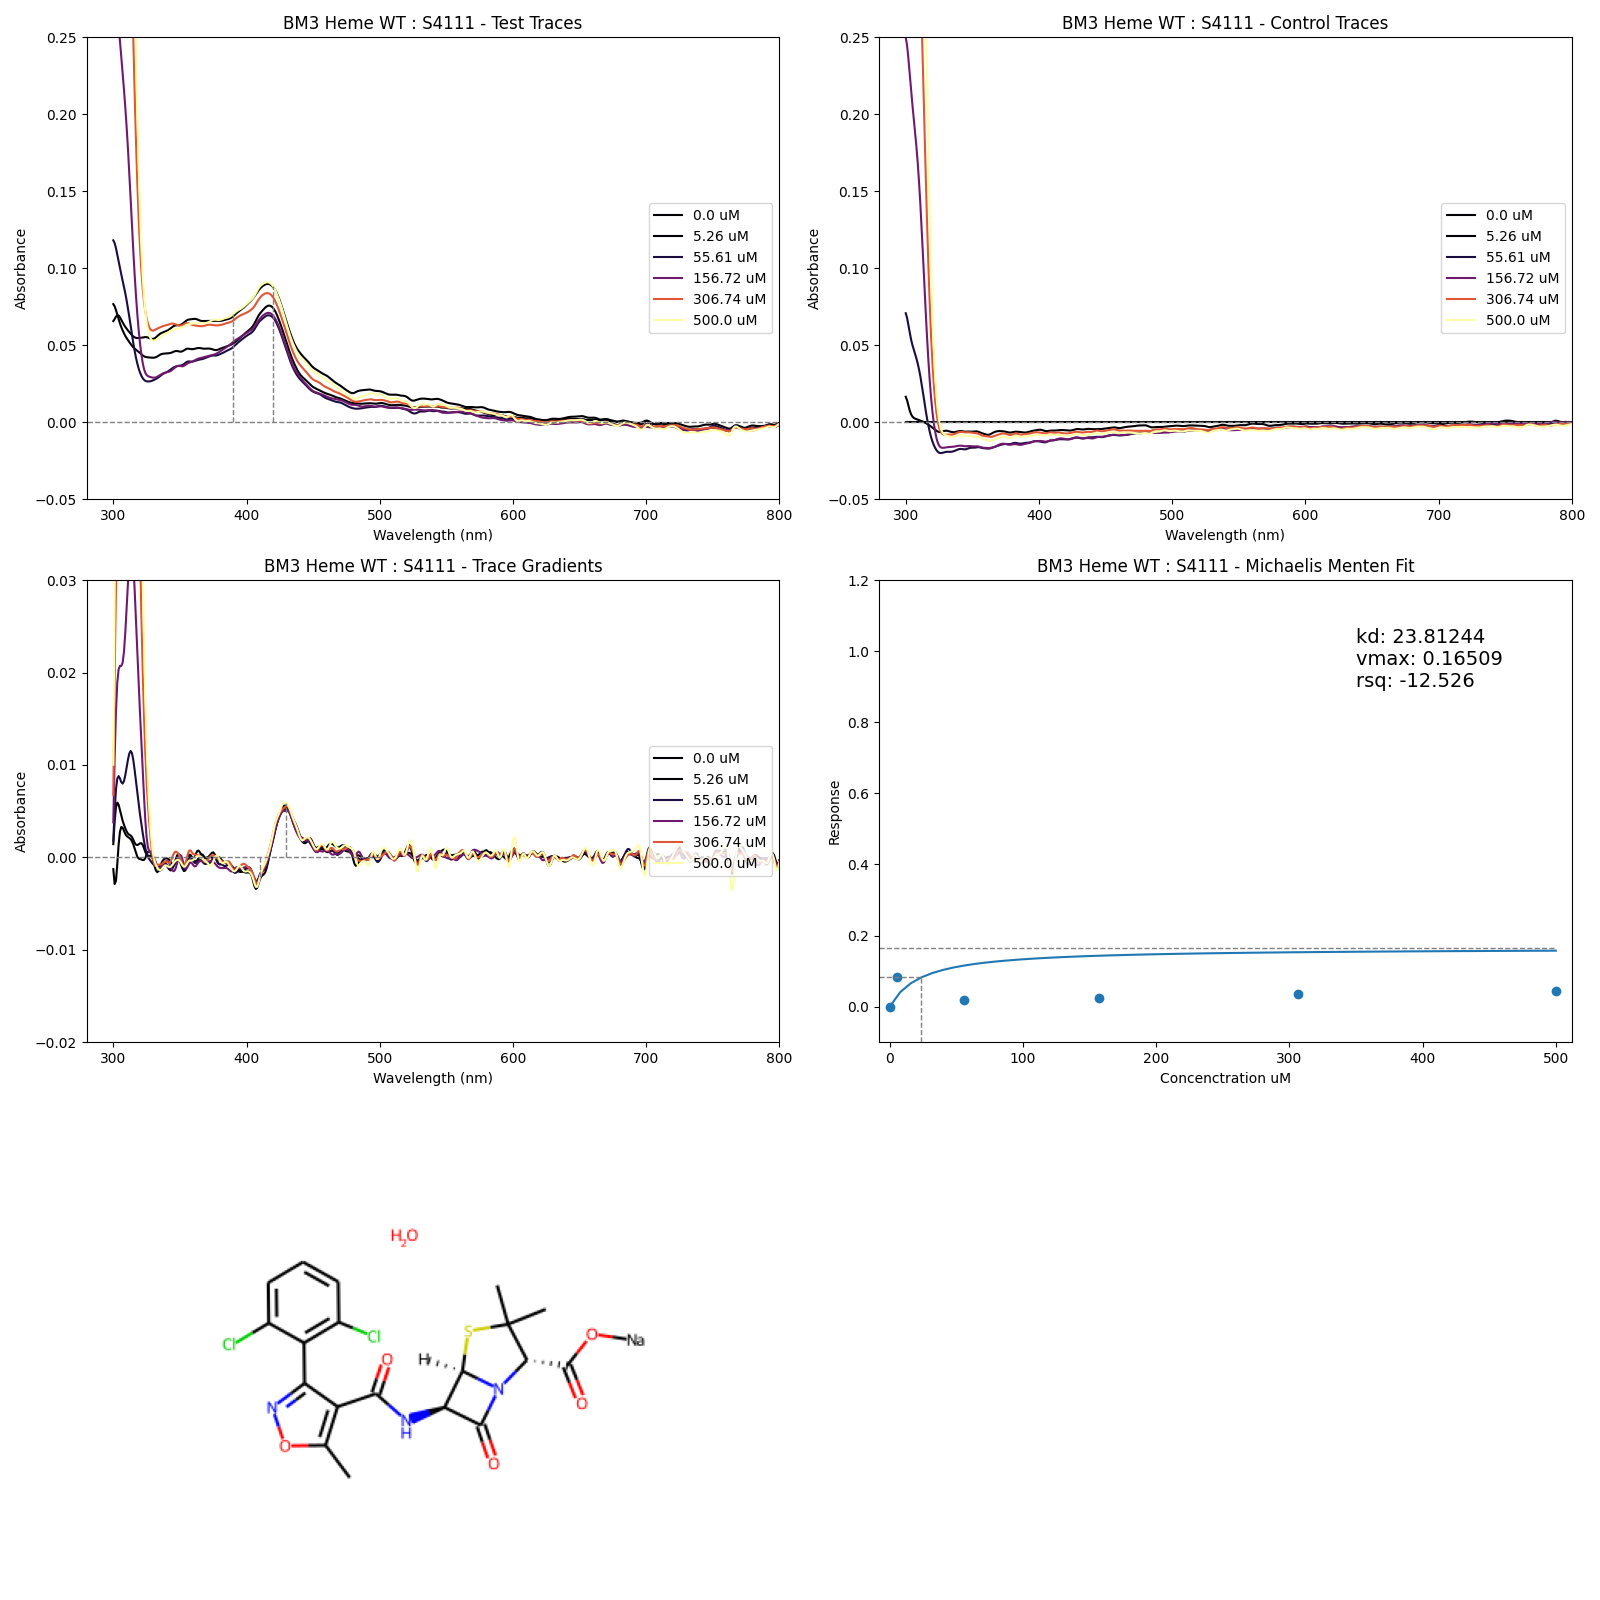 BM3 Heme WT : S4111 - Test Traces
Absorbance
0.25
0.20
0.15
0.10
0.05
0.00
−0.05
300 400 500 600 700 800
Wavelength (nm)
0.0 uM
5.26 uM
55.61 uM
156.72 uM
306.74 uM
500.0 uM
BM3 Heme WT : S4111 - Control Traces
Absorbance
0.25
0.20
0.15
0.10
0.05
0.00
−0.05
300 400 500 600 700 800
Wavelength (nm)
0.0 uM
5.26 uM
55.61 uM
156.72 uM
306.74 uM
500.0 uM
BM3 Heme WT : S4111 - Trace Gradients
Absorbance
0.03
0.02
0.01
0.00
−0.01
−0.02
300 400 500 600 700 800
Wavelength (nm)
0.0 uM
5.26 uM
55.61 uM
156.72 uM
306.74 uM
500.0 uM
BM3 Heme WT : S4111 - Michaelis Menten Fit
Response
1.2
1.0
0.8
0.6
0.4
0.2
0.0
0 100 200 300 400 500
Concenctration uM
kd: 23.81244
vmax: 0.16509
rsq: -12.526
H2O
Cl
Cl
S
O
Na
H
O
O
N
N
N
H
O
O